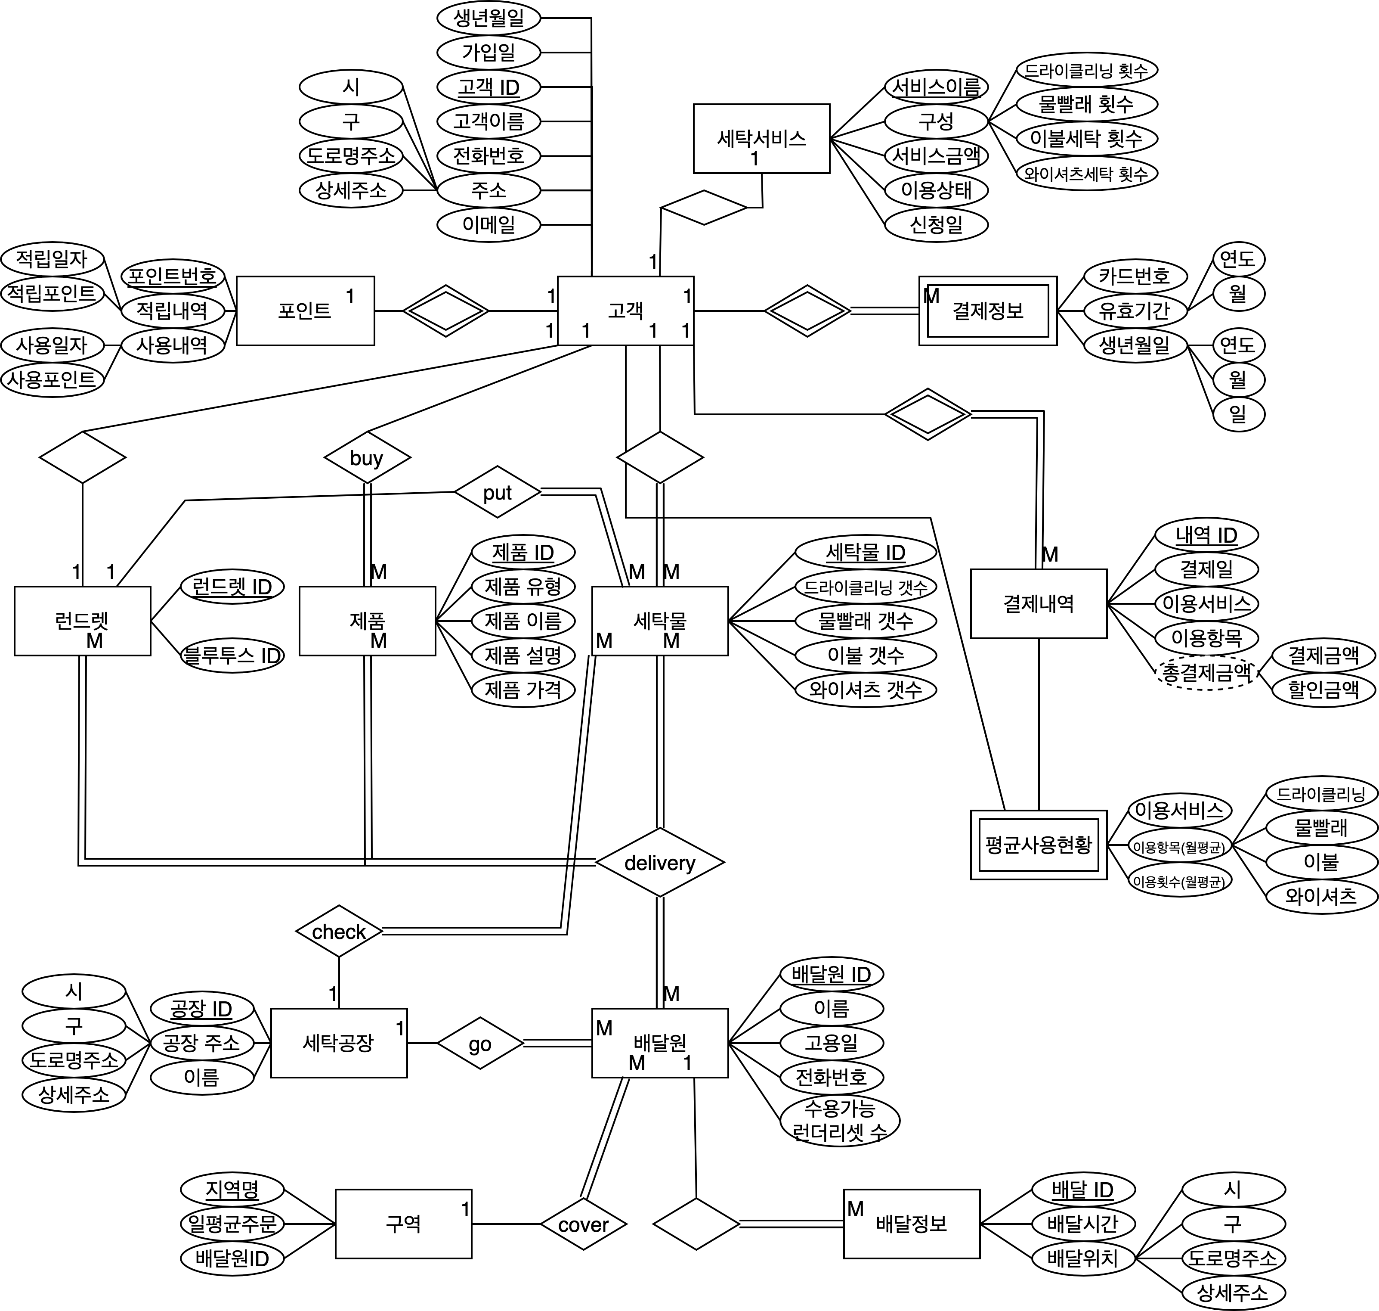 생년월일
가입일
고객 ID
고객이름
전화번호
주소
이메일
시
구
도로명주소
상세주소
세탁서비스
1
서비스이름
구성
서비스금액
이용상태
신청일
드라이클리닝 횟수
물빨래 횟수
이불세탁 횟수
와이셔츠세탁 횟수
적립일자
적립포인트
사용일자
사용포인트
포인트번호
적립내역
사용내역
포인트
1
1
1
고객
1
1
1
1
1
M
결제정보
카드번호
유효기간
생년월일
연도
월
연도
월
일
buy
put
1
1
런드렛
M
런드렛 ID
블루투스 ID
M
제품
M
제품 ID
제품 유형
제품 이름
제품 설명
제픔 가격
M
M
세탁물
M
M
세탁물 ID
드라이클리닝 갯수
물빨래 갯수
이불 갯수
와이셔츠 갯수
M
결제내역
내역 ID
결제일
이용서비스
이용항목
총결제금액
결제금액
할인금액
평균사용현황
이용서비스
이용항목(월평균)
이용횟수(월평균)
드라이클리닝
물빨래
이불
와이셔츠
delivery
check
1
시
구
도로명주소
상세주소
공장 ID
공장 주소
이름
세탁공장
1
go
M
M
배달원
M
1
배달원 ID
이름
고용일
전화번호
수용가능
런더리셋 수
지역명
일평균주문
배달원ID
구역
1
cover
M
배달정보
배달 ID
배달시간
배달위치
시
구
도로명주소
상세주소